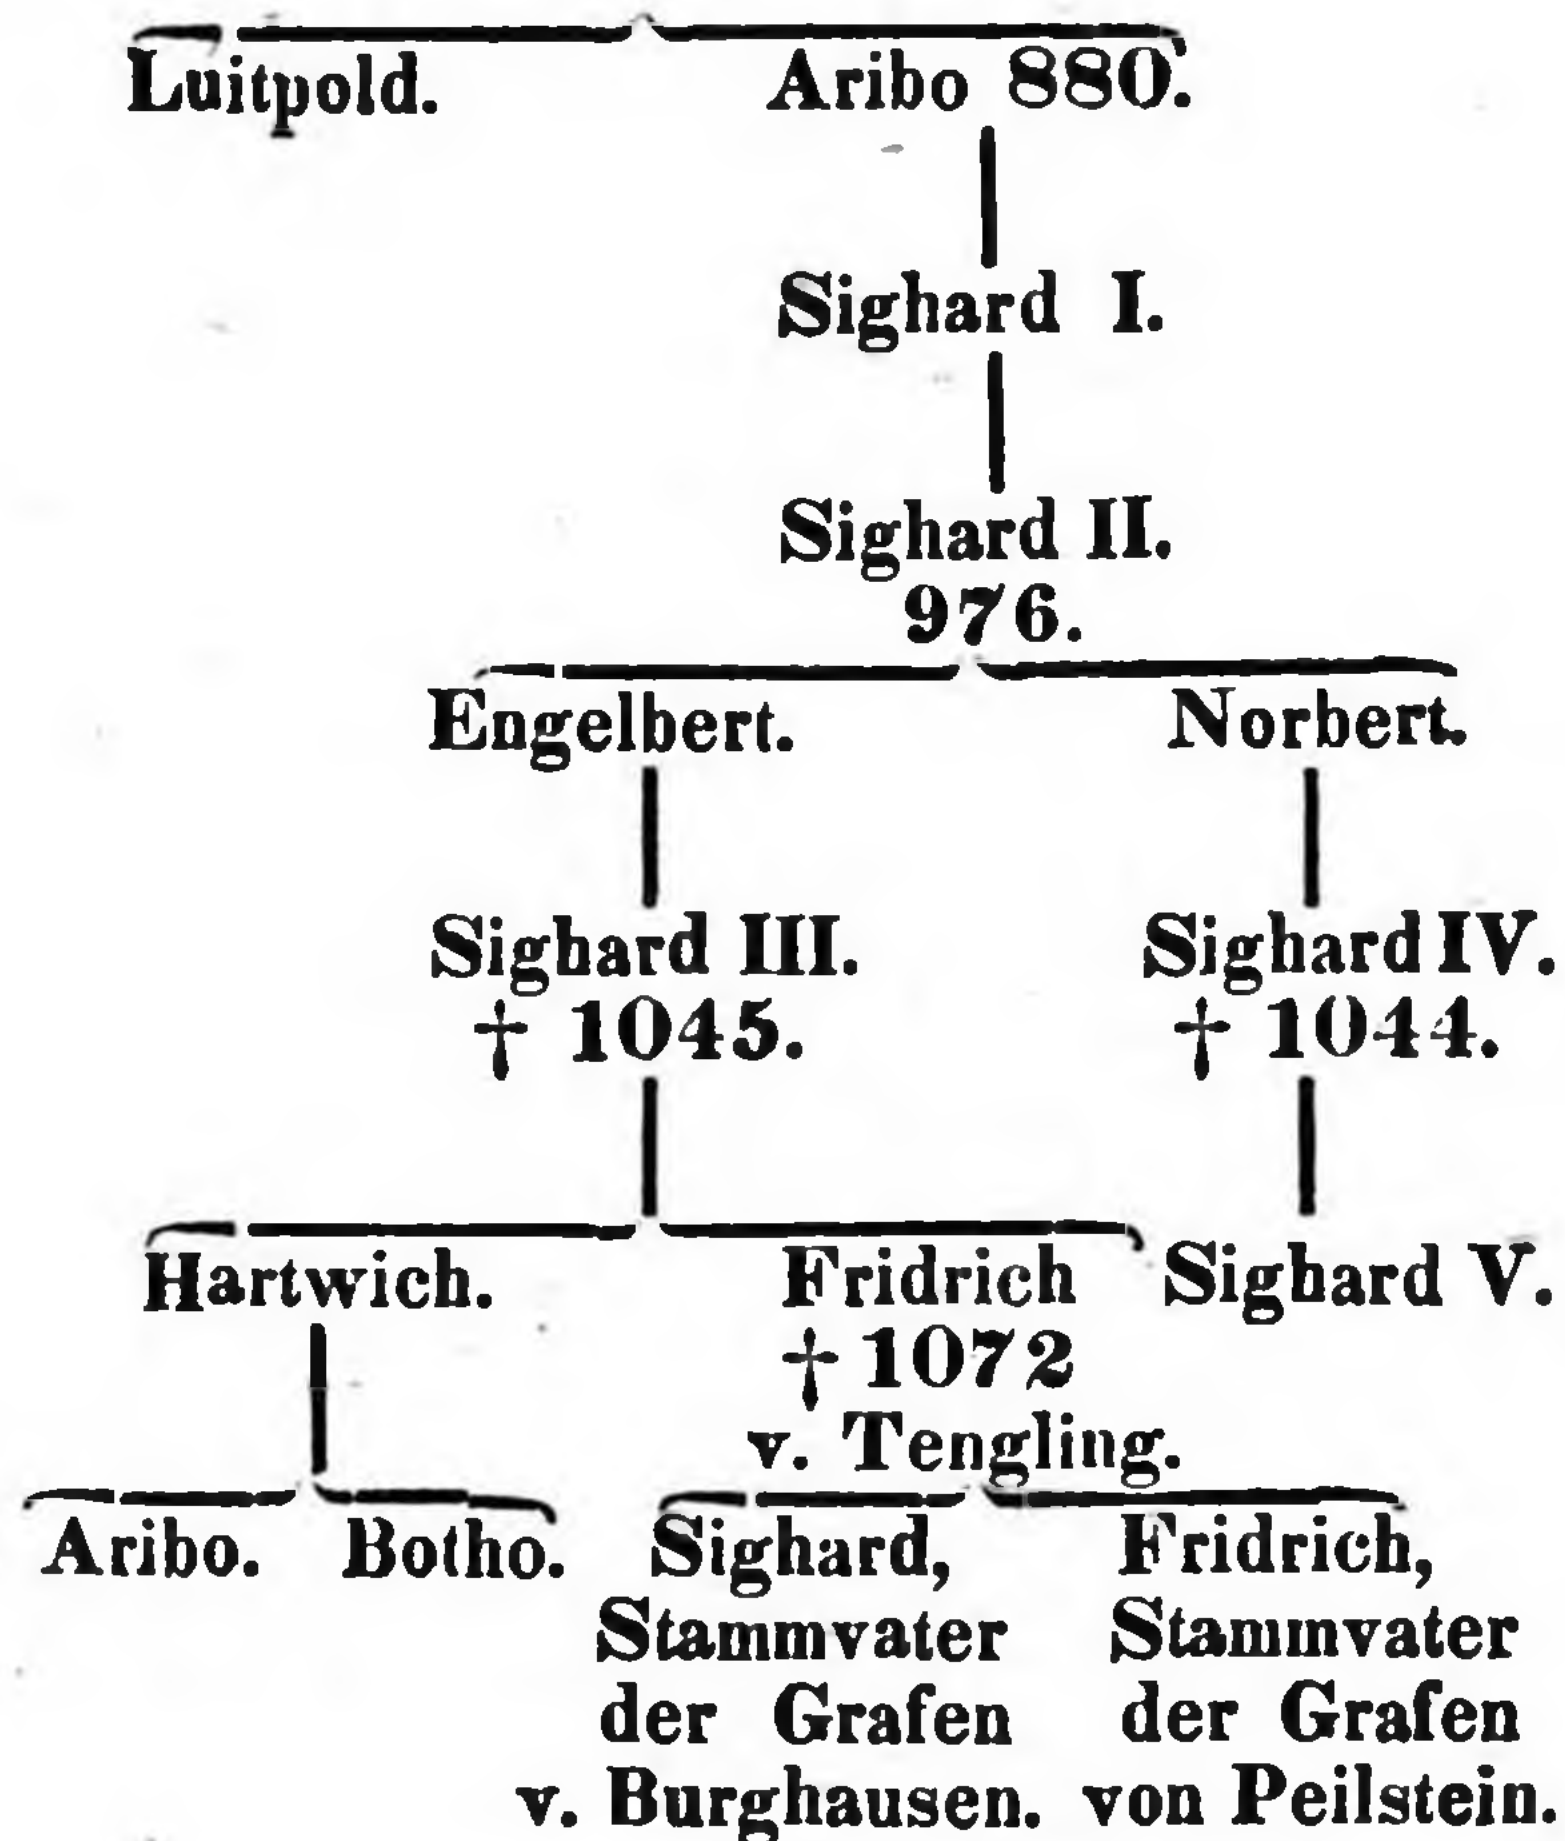 Luitpold. Aribo 880.
Sighard I.
Sighard II.
976.
Engelbert. Norbert.
Sighard III. Sighard IV.
† 1045. † 1044.
Hartwich. Fridrich Sighard V.
† 1072
v. Tengling.
Aribo. Botho. Sighard, Fridrich,
Stammvater Stammvater
der Grafen der Grafen
v. Burghausen. von Peilstein.